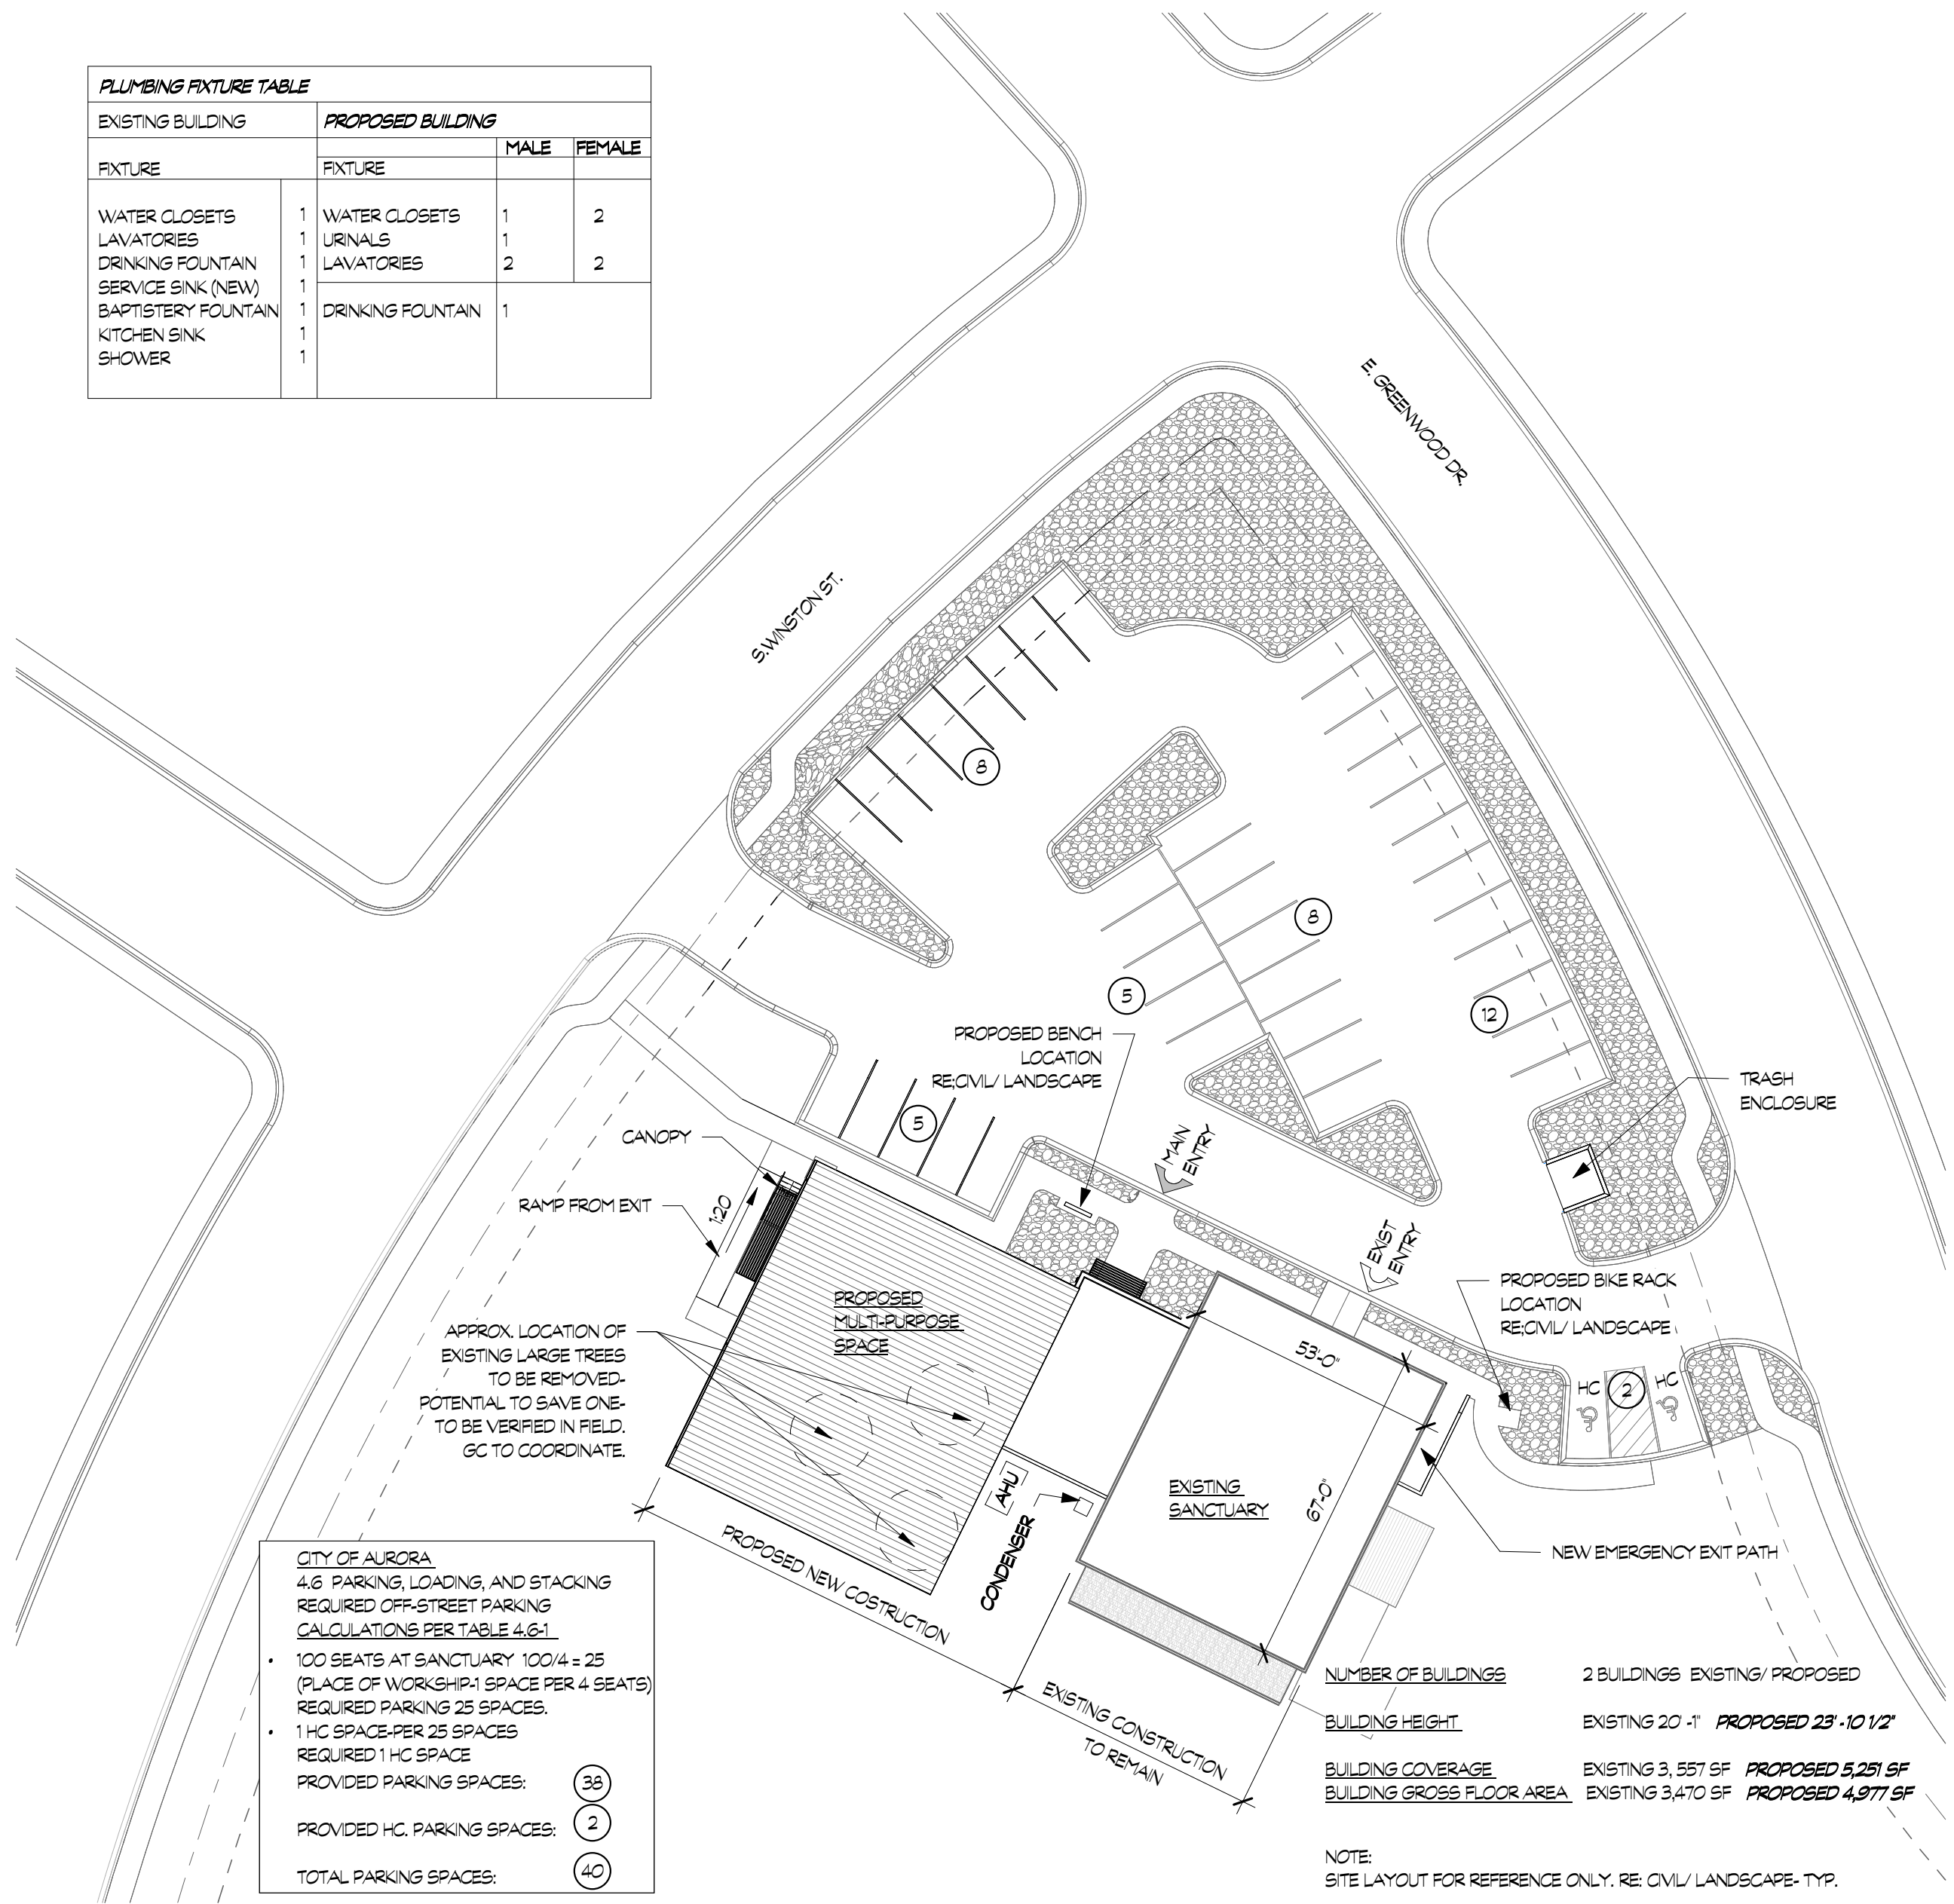 PLUMBING FIXTURE TABLE
EXISTING BUILDING PROPOSED BUILDING
MALE FEMALE
FIXTURE FIXTURE
WATER CLOSETS 1 WATER CLOSETS 1 2
LAVATORIES 1 URINALS 1
DRINKING FOUNTAIN 1 LAVATORIES 2 2
SERVICE SINK (NEW) 1
BAPTISTERY FOUNTAIN 1 DRINKING FOUNTAIN 1
KITCHEN SINK 1
SHOWER 1
E. GREENWOOD DR.
S.WINSTON ST.
8
8
5
12
PROPOSED BENCH
LOCATION
RE;CIVIL/ LANDSCAPE
5
TRASH
ENCLOSURE
CANOPY
MAIN
ENTRY
RAMP FROM EXIT
1:20
EXIST
ENTRY
PROPOSED BIKE RACK
LOCATION
RE;CIVIL/ LANDSCAPE
PROPOSED
MULTI-PURPOSE
SPACE
APPROX. LOCATION OF
EXISTING LARGE TREES
TO BE REMOVED-
POTENTIAL TO SAVE ONE-
TO BE VERIFIED IN FIELD.
GC TO COORDINATE.
53'-0"
HC 2 HC
AHU
CONDENSER
EXISTING
SANCTUARY
67'-0"
NEW EMERGENCY EXIT PATH
PROPOSED NEW COSTRUCTION
EXISTING CONSTRUCTION
TO REMAIN
CITY OF AURORA
4.6 PARKING, LOADING, AND STACKING
REQUIRED OFF-STREET PARKING
CALCULATIONS PER TABLE 4.6-1
• 100 SEATS AT SANCTUARY 100/4 = 25
(PLACE OF WORKSHIP-1 SPACE PER 4 SEATS)
REQUIRED PARKING 25 SPACES.
• 1 HC SPACE-PER 25 SPACES
REQUIRED 1 HC SPACE
PROVIDED PARKING SPACES: 38
PROVIDED HC. PARKING SPACES: 2
TOTAL PARKING SPACES: 40
NUMBER OF BUILDINGS 2 BUILDINGS EXISTING/ PROPOSED
BUILDING HEIGHT EXISTING 20' -1" PROPOSED 23' -10 1/2"
BUILDING COVERAGE EXISTING 3, 557 SF PROPOSED 5,251 SF
BUILDING GROSS FLOOR AREA EXISTING 3,470 SF PROPOSED 4,977 SF
NOTE:
SITE LAYOUT FOR REFERENCE ONLY. RE: CIVIL/ LANDSCAPE- TYP.